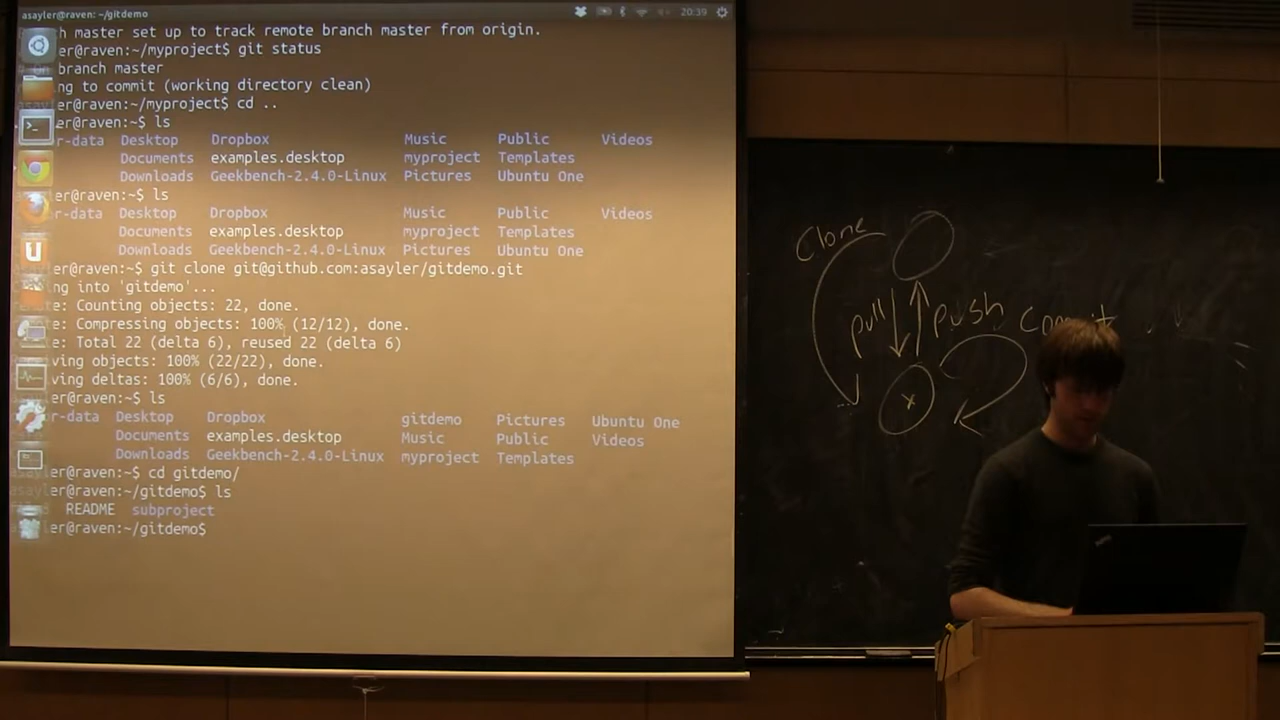 asayler@raven: ~/gitdemo 20:39
h master set up to track remote branch master from origin.
er@raven:~/myproject$ git status
branch master
ng to commit (working directory clean)
er@raven:~/myproject$ cd ..
er@raven:~$ ls
r-data Desktop Dropbox Music Public Videos
Documents examples.desktop myproject Templates
Downloads Geekbench-2.4.0-Linux Pictures Ubuntu One
er@raven:~$ ls
r-data Desktop Dropbox Music Public Videos
Documents examples.desktop myproject Templates
Downloads Geekbench-2.4.0-Linux Pictures Ubuntu One
er@raven:~$ git clone git@github.com:asayler/gitdemo.git
ing into 'gitdemo'...
e: Counting objects: 22, done.
e: Compressing objects: 100% (12/12), done.
e: Total 22 (delta 6), reused 22 (delta 6)
ving objects: 100% (22/22), done.
ving deltas: 100% (6/6), done.
er@raven:~$ ls
r-data Desktop Dropbox gitdemo Pictures Ubuntu One
Documents examples.desktop Music Public Videos
Downloads Geekbench-2.4.0-Linux myproject Templates
er@raven:~$ cd gitdemo/
asayler@raven:~/gitdemo$ ls
README subproject
er@raven:~/gitdemo$
Clone
pull
push
Commit
x